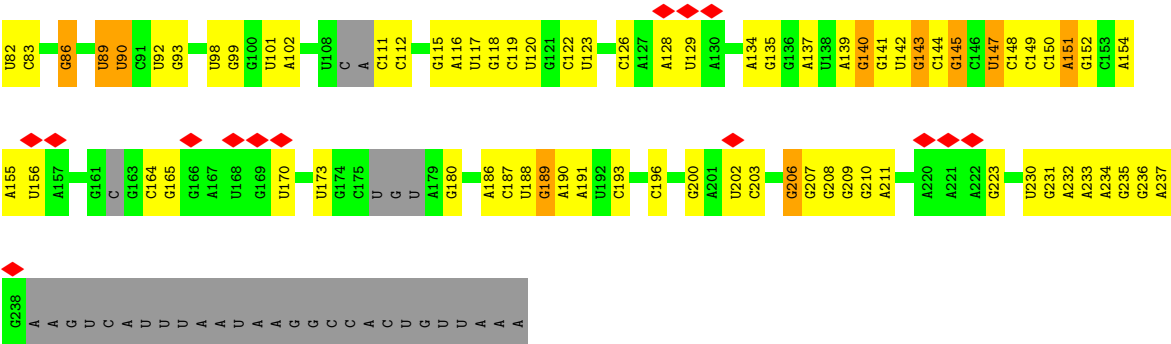 U82 C83 G86 U89 U90 C91 U92 G93 U98 G99 G100 U101 A102 U108 C A C111 C112 G115 A116 U117 G118 C119 U120 G121 C122 U123 C126 A127 A128 U129 A130 A134 G135 G136 A137 U138 A139 G140 G141 U142 G143 C144 G145 C146 U147 C148 C149 C150 A151 G152 C153 A154
A155 U156 A157 G161 C G163 C164 G165 G166 A167 U168 G169 U170 U173 G174 C175 U G U A179 G180 A186 C187 U188 G189 A190 A191 U192 C193 C196 G200 A201 U202 C203 G206 G207 G208 G209 G210 A211 A220 A221 A222 G223 U230 G231 A232 A233 A234 G235 G236 A237
G238 A A G U C A U U U A A U A A G G C C A C U G U U A A A